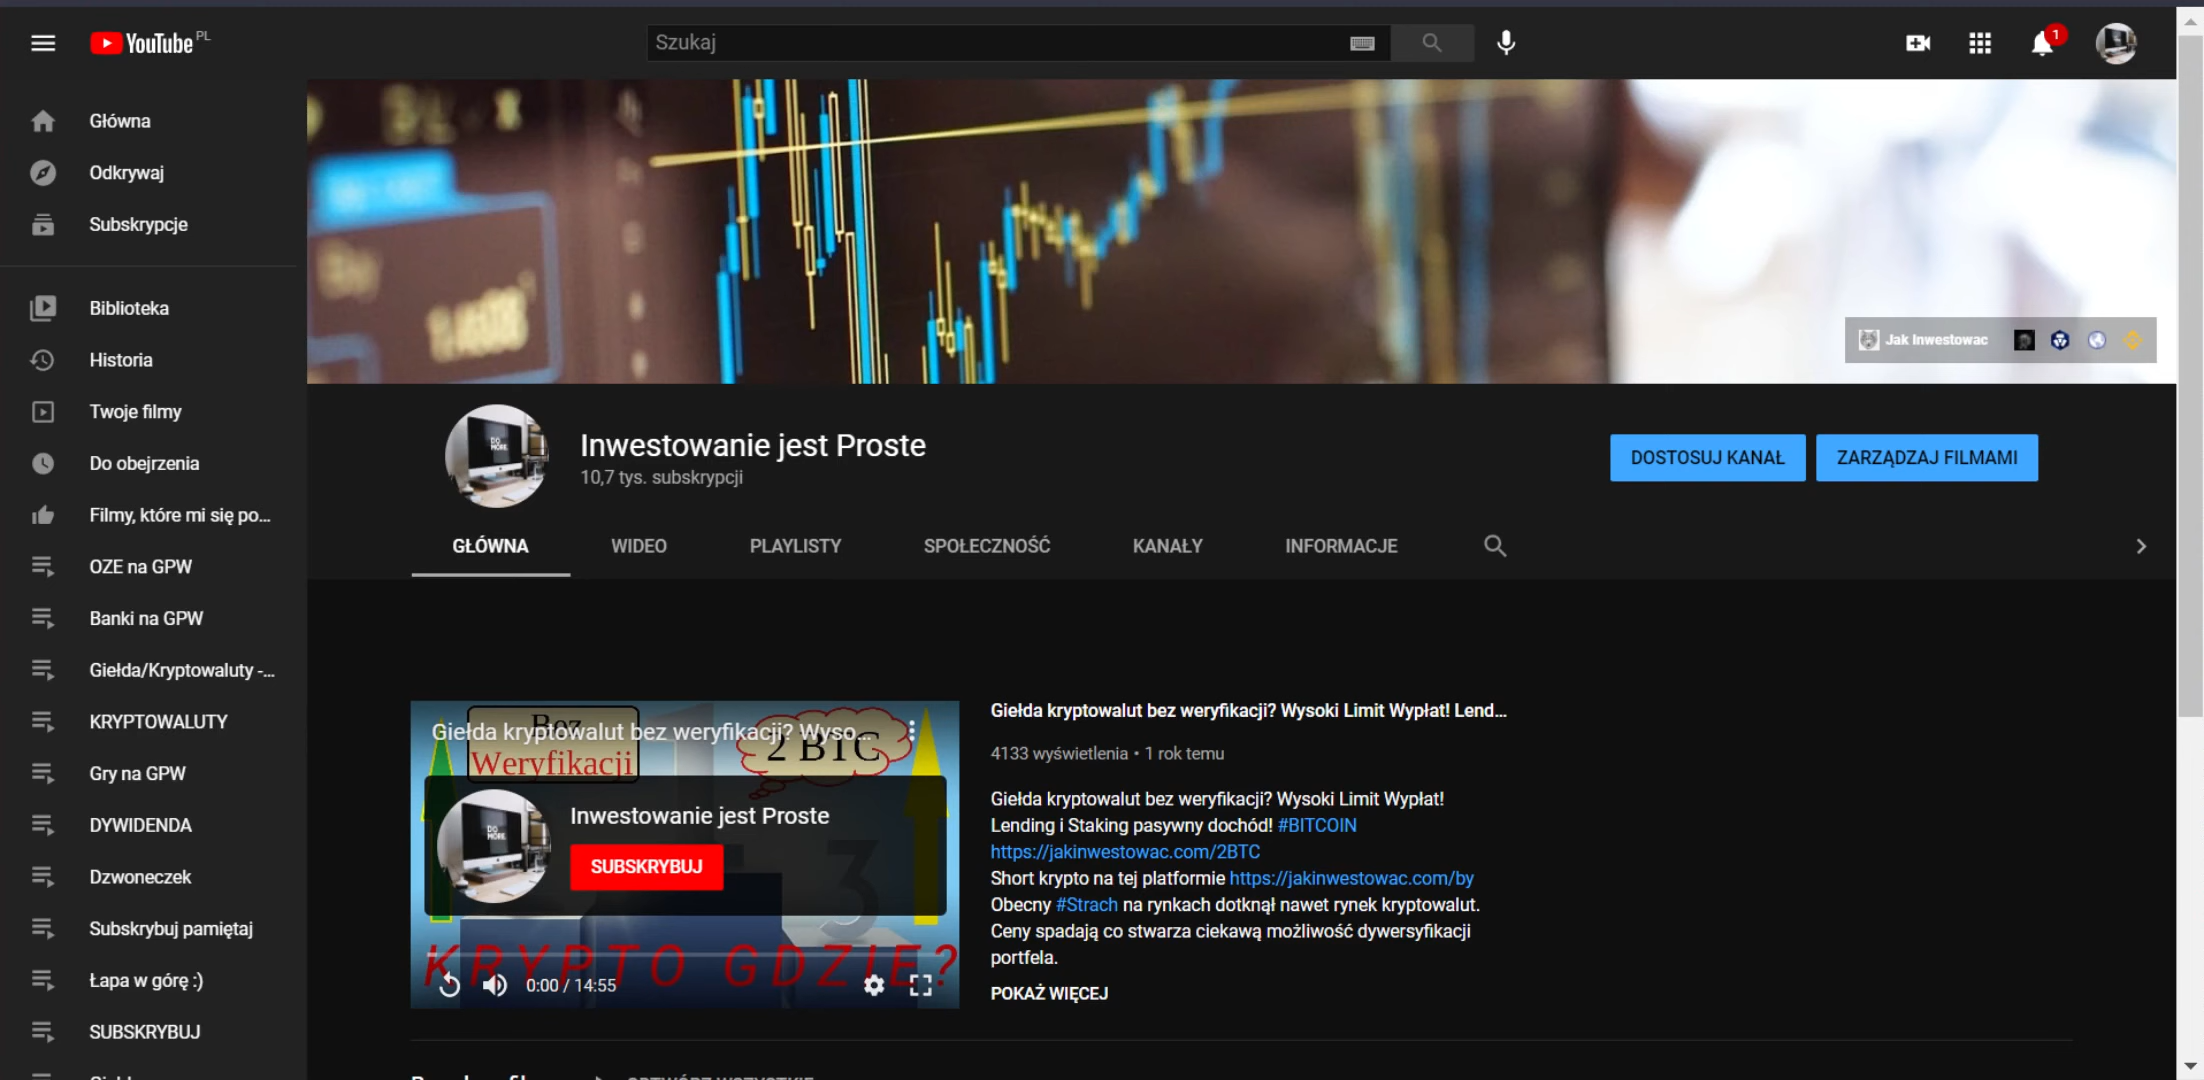 YouTube PL
Szukaj
1
Główna
Odkrywaj
Subskrypcje
Biblioteka
Historia
Twoje filmy
Do obejrzenia
Filmy, które mi się po...
OZE na GPW
Banki na GPW
Giełda/Kryptowaluty -...
KRYPTOWALUTY
Gry na GPW
DYWIDENDA
Dzwoneczek
Subskrybuj pamiętaj
Łapa w górę :)
SUBSKRYBUJ
Jak Inwestowac
DO MORE.
Inwestowanie jest Proste
10,7 tys. subskrypcji
DOSTOSUJ KANAŁ
ZARZĄDZAJ FILMAMI
GŁÓWNA WIDEO PLAYLISTY SPOŁECZNOŚĆ KANAŁY INFORMACJE
Giełda kryptowalut bez weryfikacji? Wyso...
Bez
Weryfikacji
2 BTC
Inwestowanie jest Proste
SUBSKRYBUJ
3
KRYPTO GDZIE?
0:00 / 14:55
Giełda kryptowalut bez weryfikacji? Wysoki Limit Wypłat! Lend...
4133 wyświetlenia • 1 rok temu
Giełda kryptowalut bez weryfikacji? Wysoki Limit Wypłat!
Lending i Staking pasywny dochód! #BITCOIN
https://jakinwestowac.com/2BTC
Short krypto na tej platformie https://jakinwestowac.com/by
Obecny #Strach na rynkach dotknął nawet rynek kryptowalut.
Ceny spadają co stwarza ciekawą możliwość dywersyfikacji
portfela.
POKAŻ WIĘCEJ